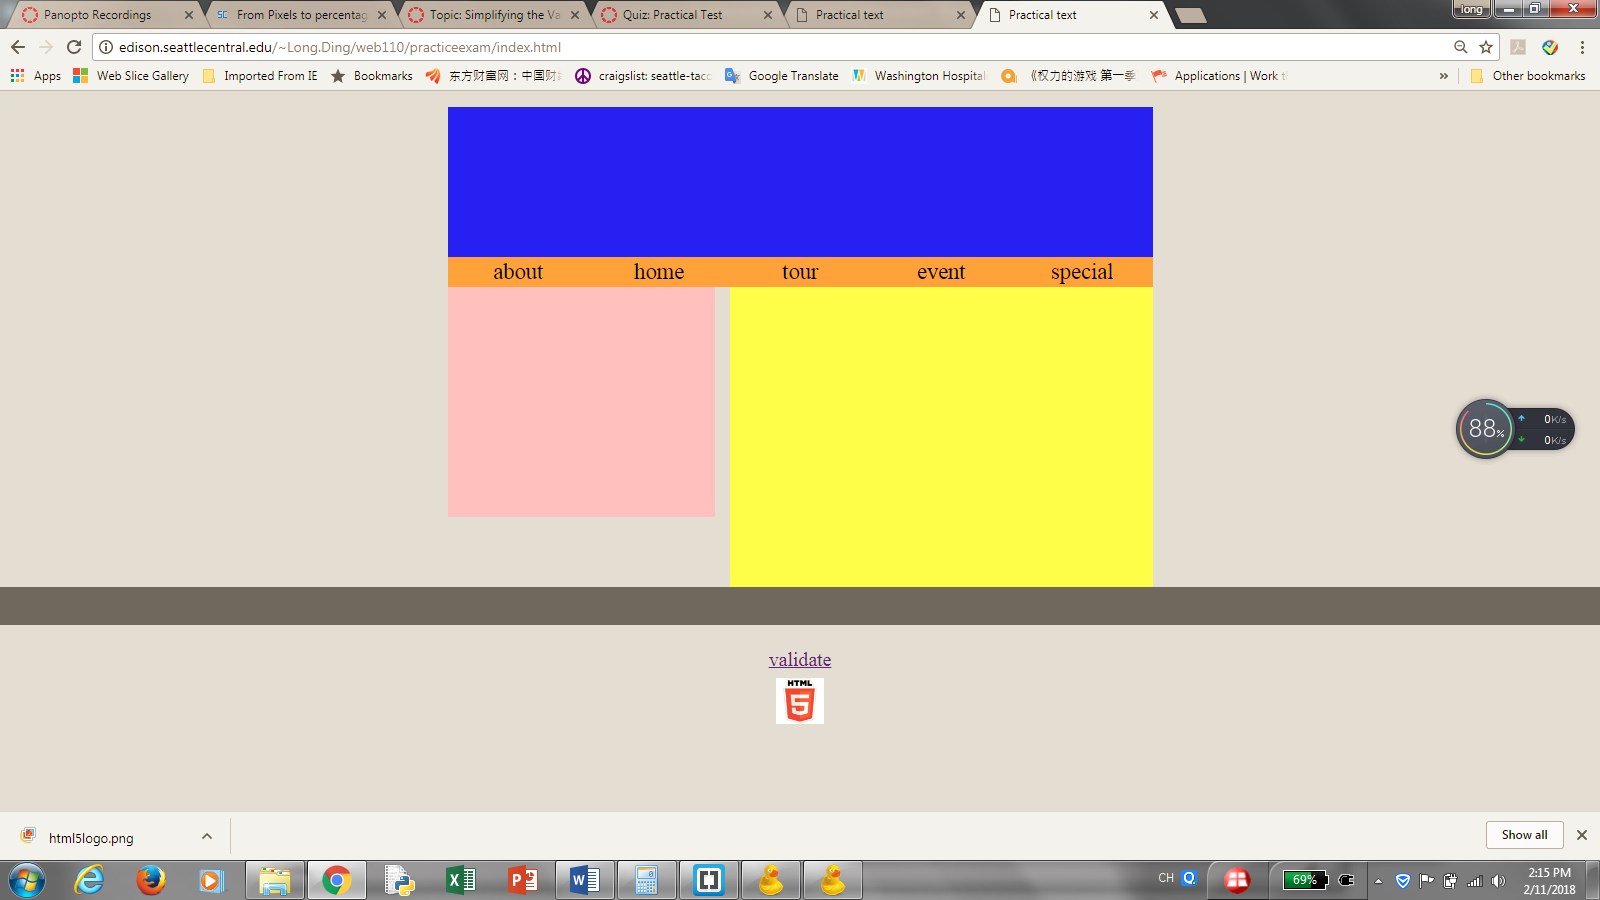 Panopto Recordings
From Pixels to percentag
Topic: Simplifying the Va
Quiz: Practical Test
Practical text
Practical text
long
edison.seattlecentral.edu/~Long.Ding/web110/practiceexam/index.html
Apps
Web Slice Gallery
Imported From IE
Bookmarks
东方财富网：中国财
craigslist: seattle-taco
Google Translate
Washington Hospital
《权力的游戏 第一季
Applications | Work t
»
Other bookmarks
about home tour event special
88%
0K/s
0K/s
validate
HTML
5
html5logo.png
Show all
CH
69%
2:15 PM
2/11/2018